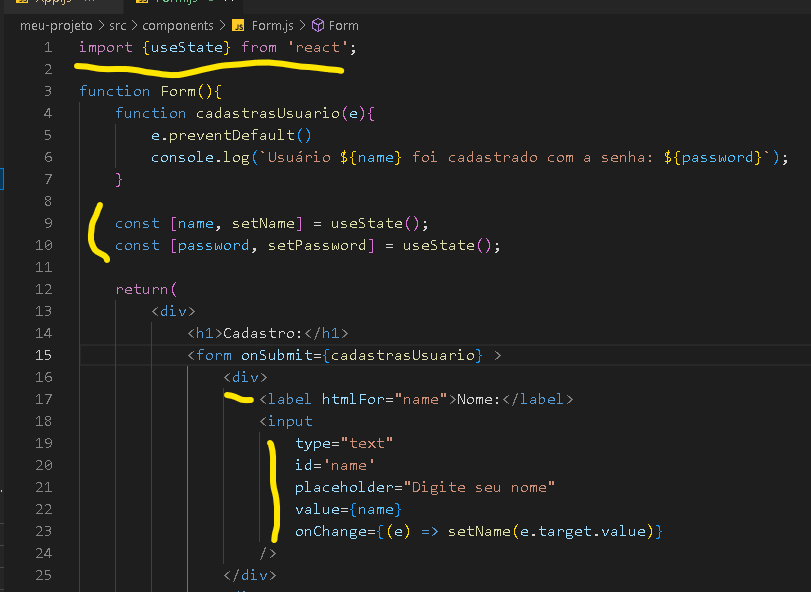 meu-projeto > src > components > JS Form.js > Form
1 import {useState} from 'react';
2
3 function Form(){
4 function cadastrasUsuario(e){
5 e.preventDefault()
6 console.log(`Usuário ${name} foi cadastrado com a senha: ${password}`);
7 }
8
9 const [name, setName] = useState();
10 const [password, setPassword] = useState();
11
12 return(
13 <div>
14 <h1>Cadastro:</h1>
15 <form onSubmit={cadastrasUsuario} >
16 <div>
17 <label htmlFor="name">Nome:</label>
18 <input
19 type="text"
20 id='name'
21 placeholder="Digite seu nome"
22 value={name}
23 onChange={(e) => setName(e.target.value)}
24 />
25 </div>